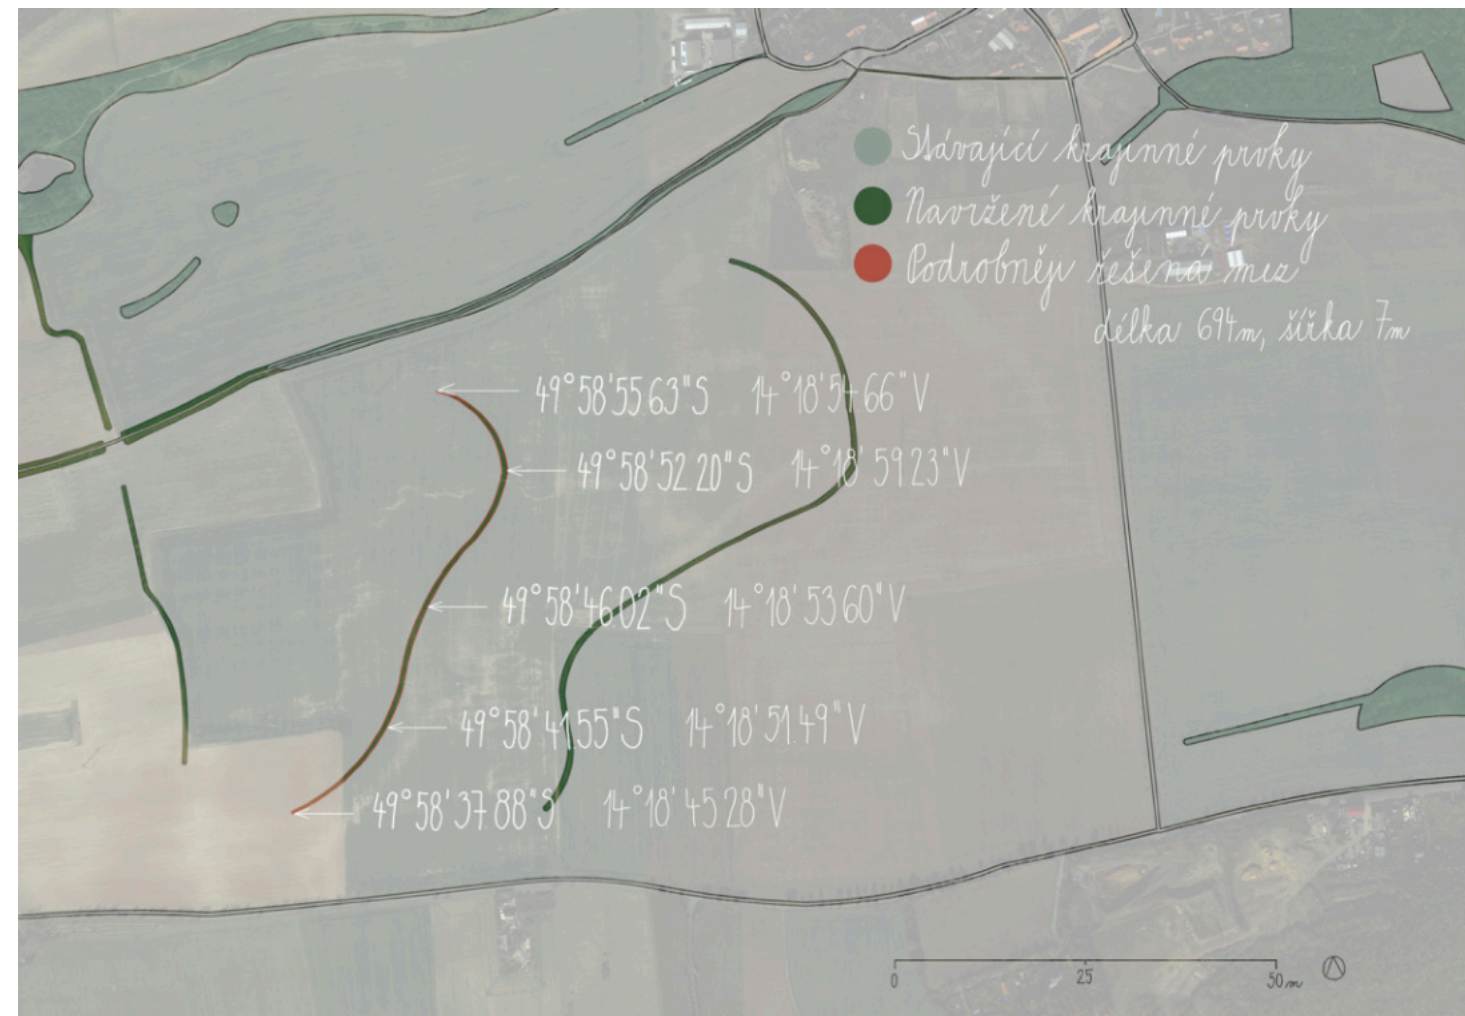 Stávající krajinné prvky
Navržené krajinné prvky
Podrobněji řešená mez
délka 694m, šířka 7m
49°58'55.63"S 14°18'54.66"V
49°58'52.20"S 14°18'59.23"V
49°58'46.02"S 14°18'53.60"V
49°58'41.55"S 14°18'51.49"V
49°58'37.88"S 14°18'45.28"V
0 25 50 m